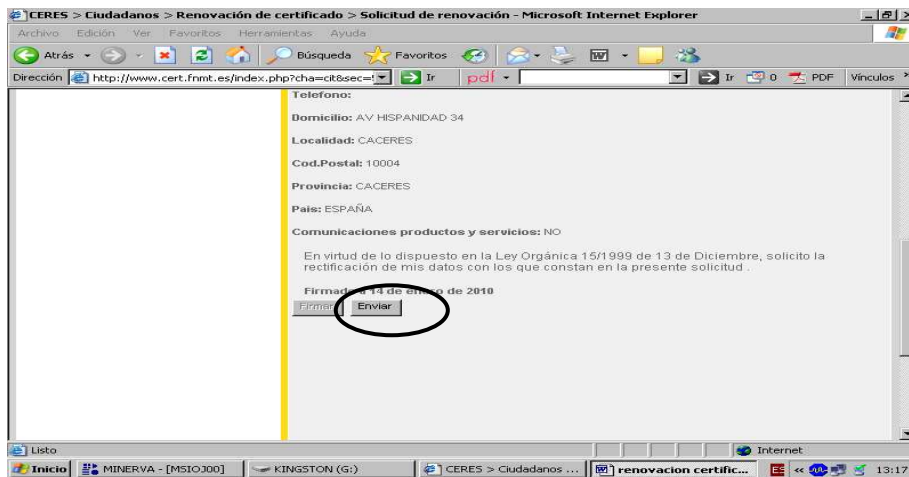 CERES > Ciudadanos > Renovación de certificado > Solicitud de renovación - Microsoft Internet Explorer
Archivo Edición Ver Favoritos Herramientas Ayuda
Atrás Búsqueda Favoritos
Dirección http://www.cert.fnmt.es/index.php?cha=cit&sec= Ir pdf Ir 0 PDF Vínculos »
Telefono:
Domicilio: AV HISPANIDAD 34
Localidad: CACERES
Cod.Postal: 10004
Provincia: CACERES
Pais: ESPAÑA
Comunicaciones productos y servicios: NO
En virtud de lo dispuesto en la Ley Orgánica 15/1999 de 13 de Diciembre, solicito la
rectificación de mis datos con los que constan en la presente solicitud .
Firmado a 14 de enero de 2010
Firmar Enviar
Listo Internet
Inicio MINERVA - [MSIOJ00] KINGSTON (G:) CERES > Ciudadanos ... renovacion certific... « 13:17